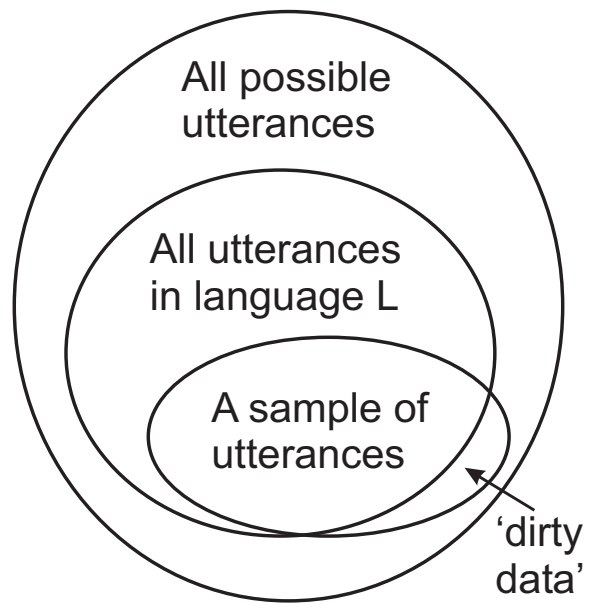 All possible
utterances
All utterances
in language L
A sample of
utterances
‘dirty
data’